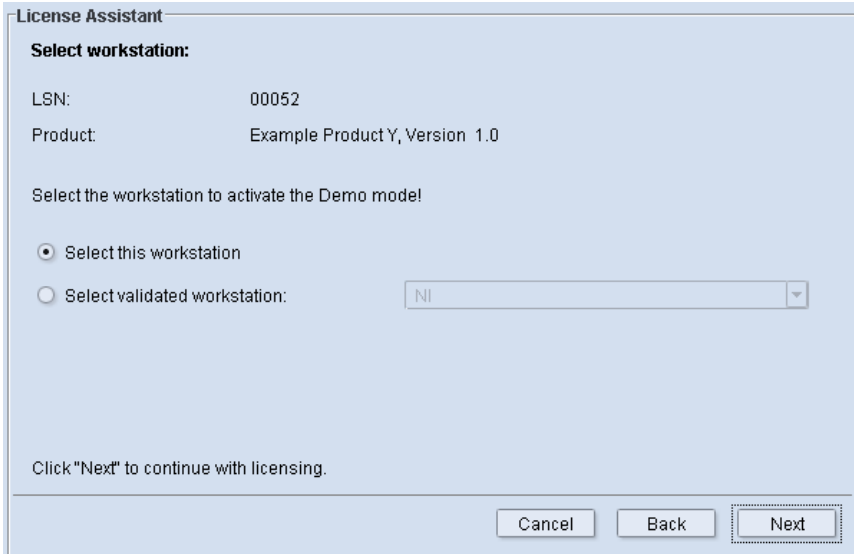 License Assistant
Select workstation:
LSN: 00052
Product: Example Product Y, Version 1.0
Select the workstation to activate the Demo mode!
Select this workstation
Select validated workstation: NI
Click "Next" to continue with licensing.
Cancel Back Next